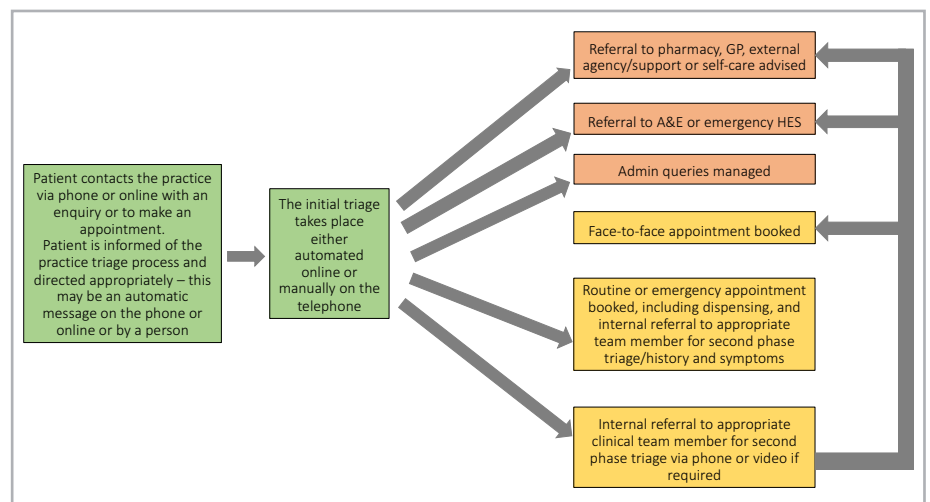 Patient contacts the practice
via phone or online with an
enquiry or to make an
appointment.
Patient is informed of the
practice triage process and
directed appropriately – this
may be an automatic
message on the phone or
online or by a person
The initial triage
takes place
either
automated
online or
manually on the
telephone
Referral to pharmacy, GP, external
agency/support or self-care advised
Referral to A&E or emergency HES
Admin queries managed
Face-to-face appointment booked
Routine or emergency appointment
booked, including dispensing, and
internal referral to appropriate
team member for second phase
triage/history and symptoms
Internal referral to appropriate
clinical team member for second
phase triage via phone or video if
required